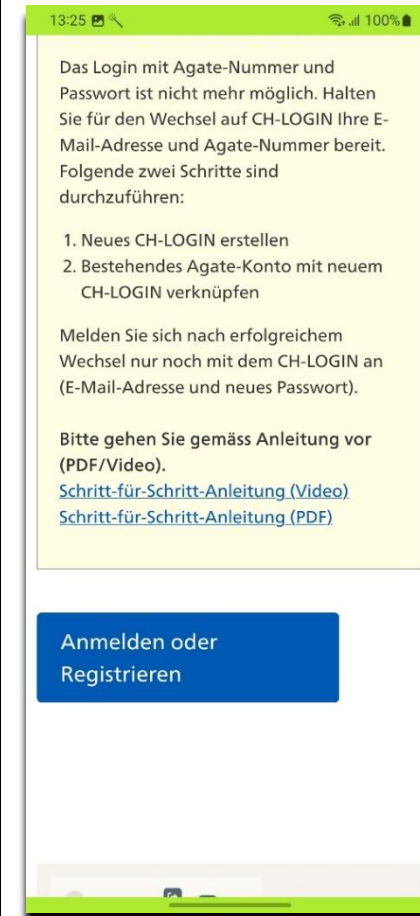 13:25
100%
Das Login mit Agate-Nummer und
Passwort ist nicht mehr möglich. Halten
Sie für den Wechsel auf CH-LOGIN Ihre E-
Mail-Adresse und Agate-Nummer bereit.
Folgende zwei Schritte sind
durchzuführen:
1. Neues CH-LOGIN erstellen
2. Bestehendes Agate-Konto mit neuem
CH-LOGIN verknüpfen
Melden Sie sich nach erfolgreichem
Wechsel nur noch mit dem CH-LOGIN an
(E-Mail-Adresse und neues Passwort).
Bitte gehen Sie gemäss Anleitung vor
(PDF/Video).
Schritt-für-Schritt-Anleitung (Video)
Schritt-für-Schritt-Anleitung (PDF)
Anmelden oder
Registrieren